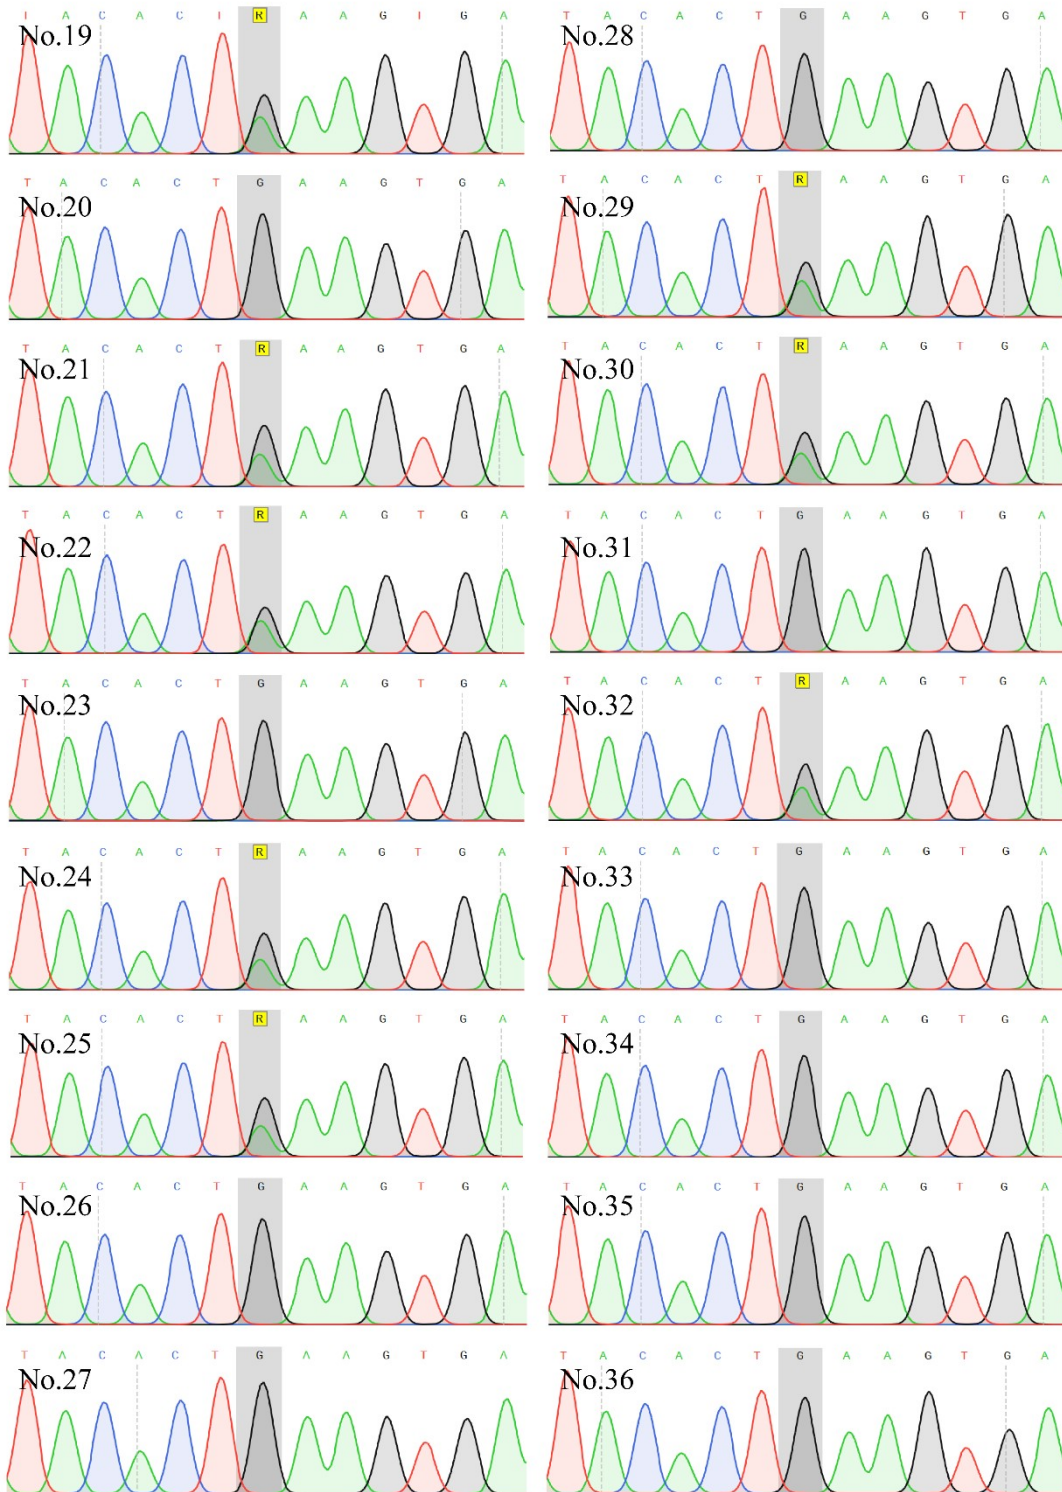 T A C A C T R A A G T G A
No.19
T A C A C T G A A G T G A
No.20
T A C A C T R A A G T G A
No.21
T A C A C T R A A G T G A
No.22
T A C A C T G A A G T G A
No.23
T A C A C T R A A G T G A
No.24
T A C A C T R A A G T G A
No.25
T A C A C T G A A G T G A
No.26
T A C A C T G A A G T G A
No.27
T A C A C T G A A G T G A
No.28
T A C A C T R A A G T G A
No.29
T A C A C T R A A G T G A
No.30
T A C A C T G A A G T G A
No.31
T A C A C T R A A G T G A
No.32
T A C A C T G A A G T G A
No.33
T A C A C T G A A G T G A
No.34
T A C A C T G A A G T G A
No.35
T A C A C T G A A G T G A
No.36